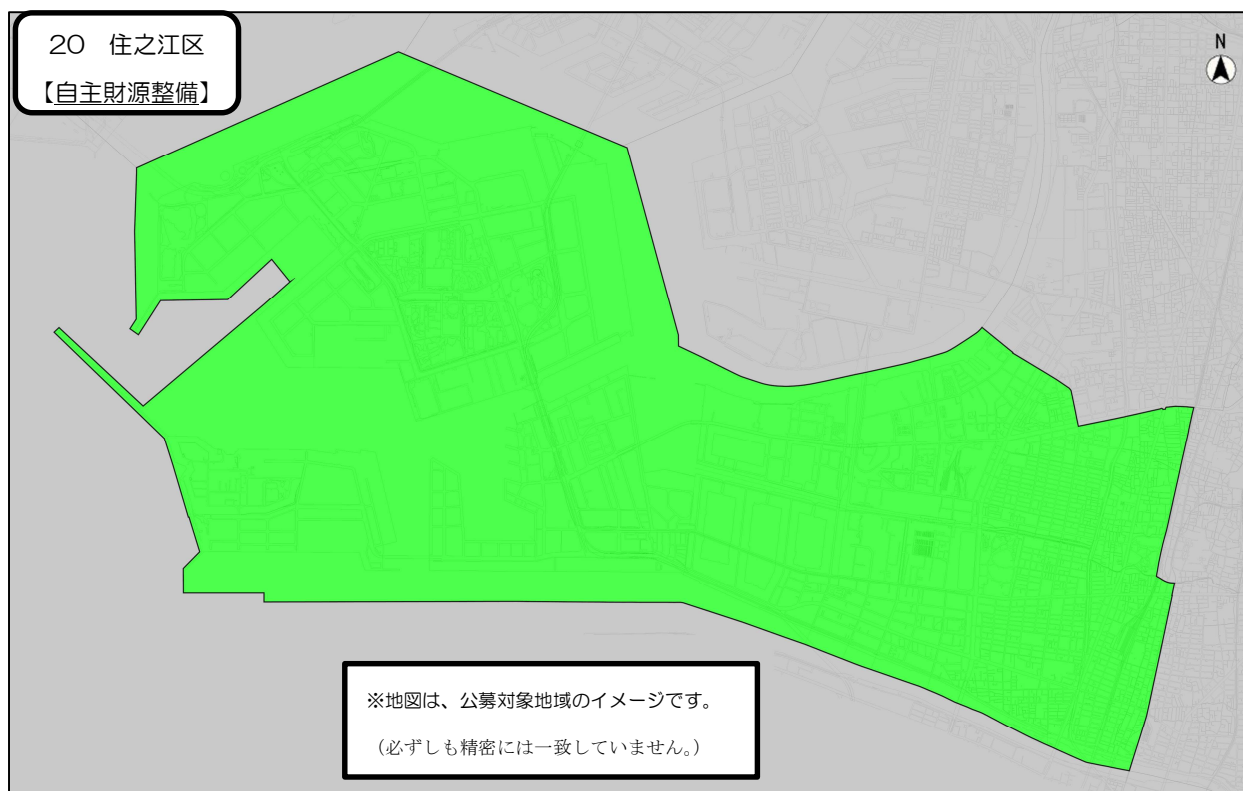 20 住之江区
【自主財源整備】
N
※地図は、公募対象地域のイメージです。
（必ずしも精密には一致していません。）